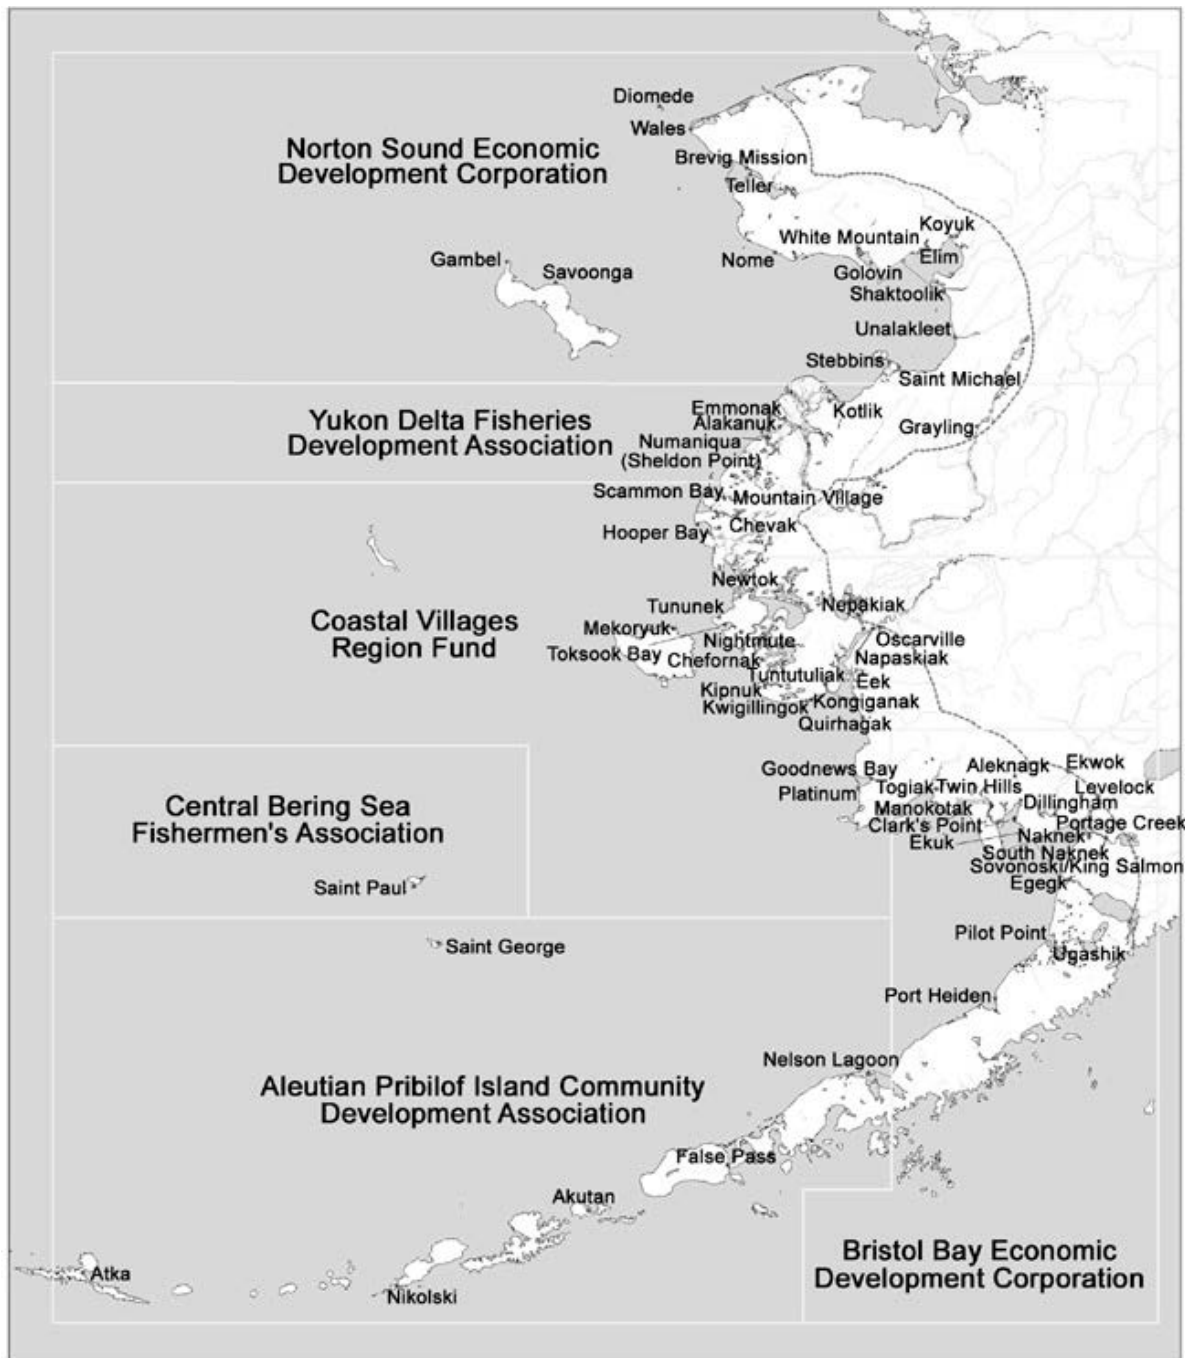 Diomede
Wales
Norton Sound Economic
Development Corporation
Brevig Mission
Teller
Koyuk
White Mountain
Elim
Nome
Gambel
Savoonga
Golovin
Shaktoolik
Unalakleet
Stebbins
Saint Michael
Yukon Delta Fisheries
Development Association
Emmonak
Kotlik
Alakanuk
Grayling
Numaniqua
(Sheldon Point)
Scammon Bay
Mountain Village
Chevak
Hooper Bay
Newtok
Tununek
Nepakiak
Coastal Villages
Region Fund
Mekoryuk
Nightmute
Oscarville
Toksook Bay
Chefornak
Napaskiak
Tuntutuliak
Eek
Kipnuk
Kongiganak
Kwigillingok
Quirhagak
Goodnews Bay
Aleknagk
Ekwok
Platinum
Togiak
Twin Hills
Levelock
Manokotak
Dillingham
Clark's Point
Portage Creek
Ekuk
Naknek
South Naknek
Sovonoski/King Salmon
Egegk
Central Bering Sea
Fishermen's Association
Saint Paul
Saint George
Pilot Point
Ugashik
Port Heiden
Nelson Lagoon
Aleutian Pribilof Island Community
Development Association
False Pass
Akutan
Atka
Nikolski
Bristol Bay Economic
Development Corporation